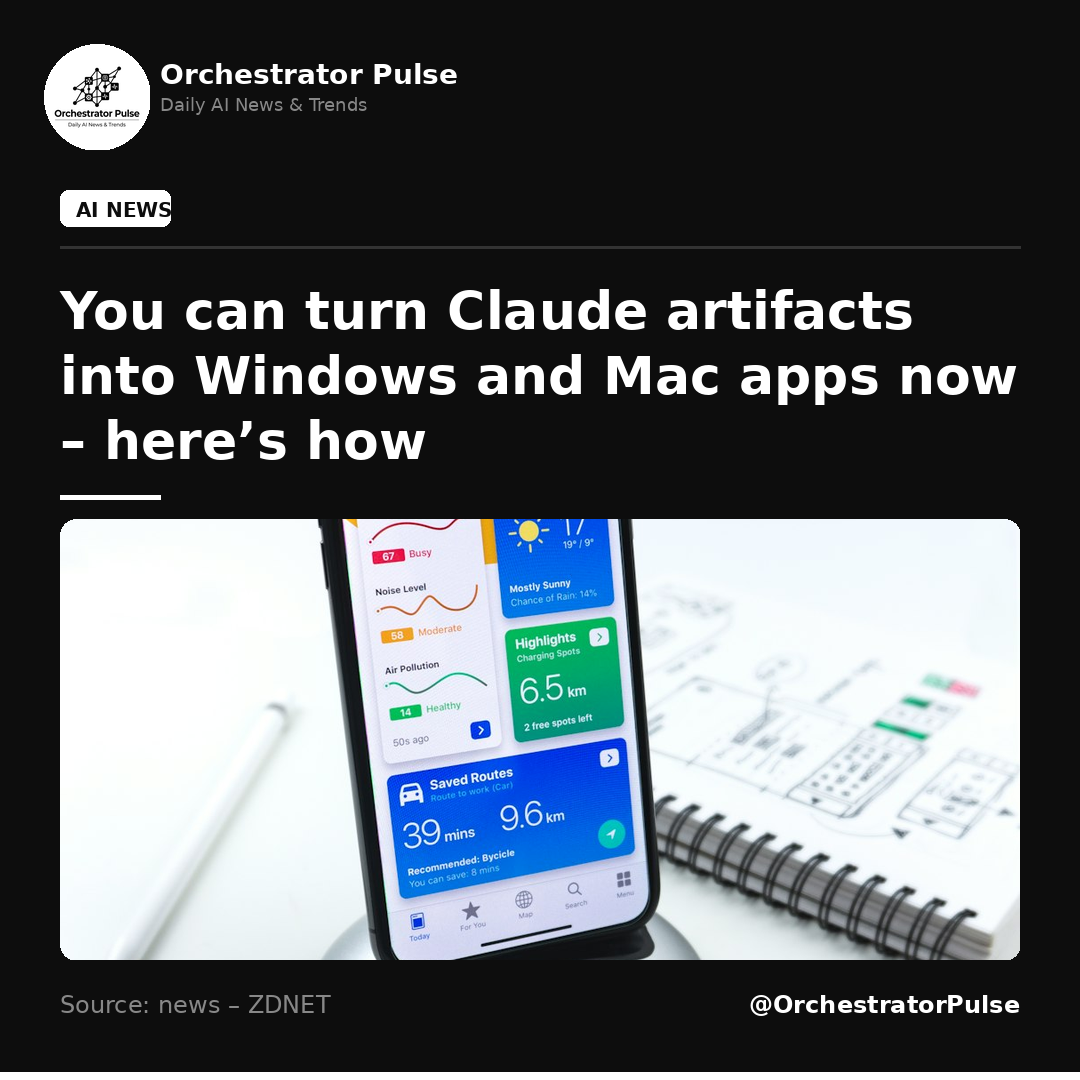 Orchestrator Pulse
Daily AI News & Trends
Orchestrator Pulse
Daily AI News & Trends
AI NEWS
You can turn Claude artifacts
into Windows and Mac apps now
– here’s how
67 Busy
Noise Level
58 Moderate
Air Pollution
14 Healthy
50s ago
19° / 9°
Mostly Sunny
Chance of Rain: 14%
Highlights
Charging Spots
6.5 km
2 free spots left
Saved Routes
Route to work (Car)
39 mins 9.6 km
Recommended: Bycicle
You can save: 8 mins
Today
For You
Map
Search
Menu
Source: news – ZDNET
@OrchestratorPulse